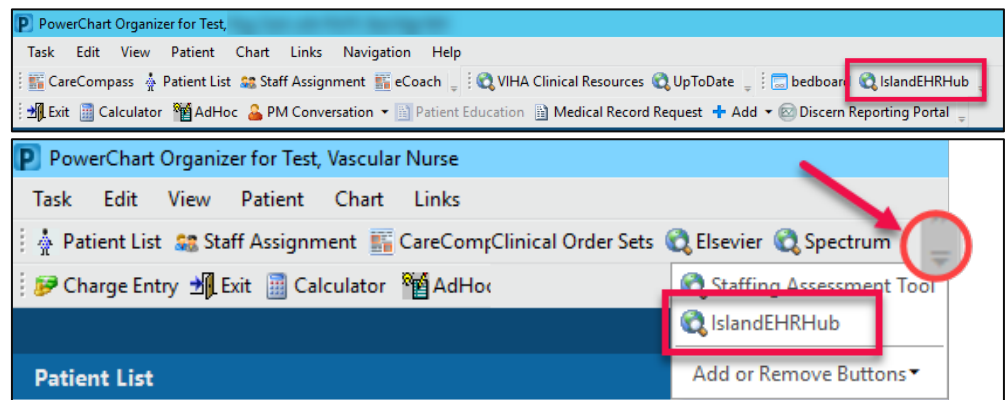 PowerChart Organizer for Test,
Task Edit View Patient Chart Links Navigation Help
CareCompass Patient List Staff Assignment eCoach VIHA Clinical Resources UpToDate bedboard IslandEHRHub
Exit Calculator AdHoc PM Conversation Patient Education Medical Record Request Add Discern Reporting Portal
PowerChart Organizer for Test, Vascular Nurse
Task Edit View Patient Chart Links
Patient List Staff Assignment CareComp Clinical Order Sets Elsevier Spectrum
Charge Entry Exit Calculator AdHoc
Staffing Assessment Tool
IslandEHRHub
Patient List
Add or Remove Buttons